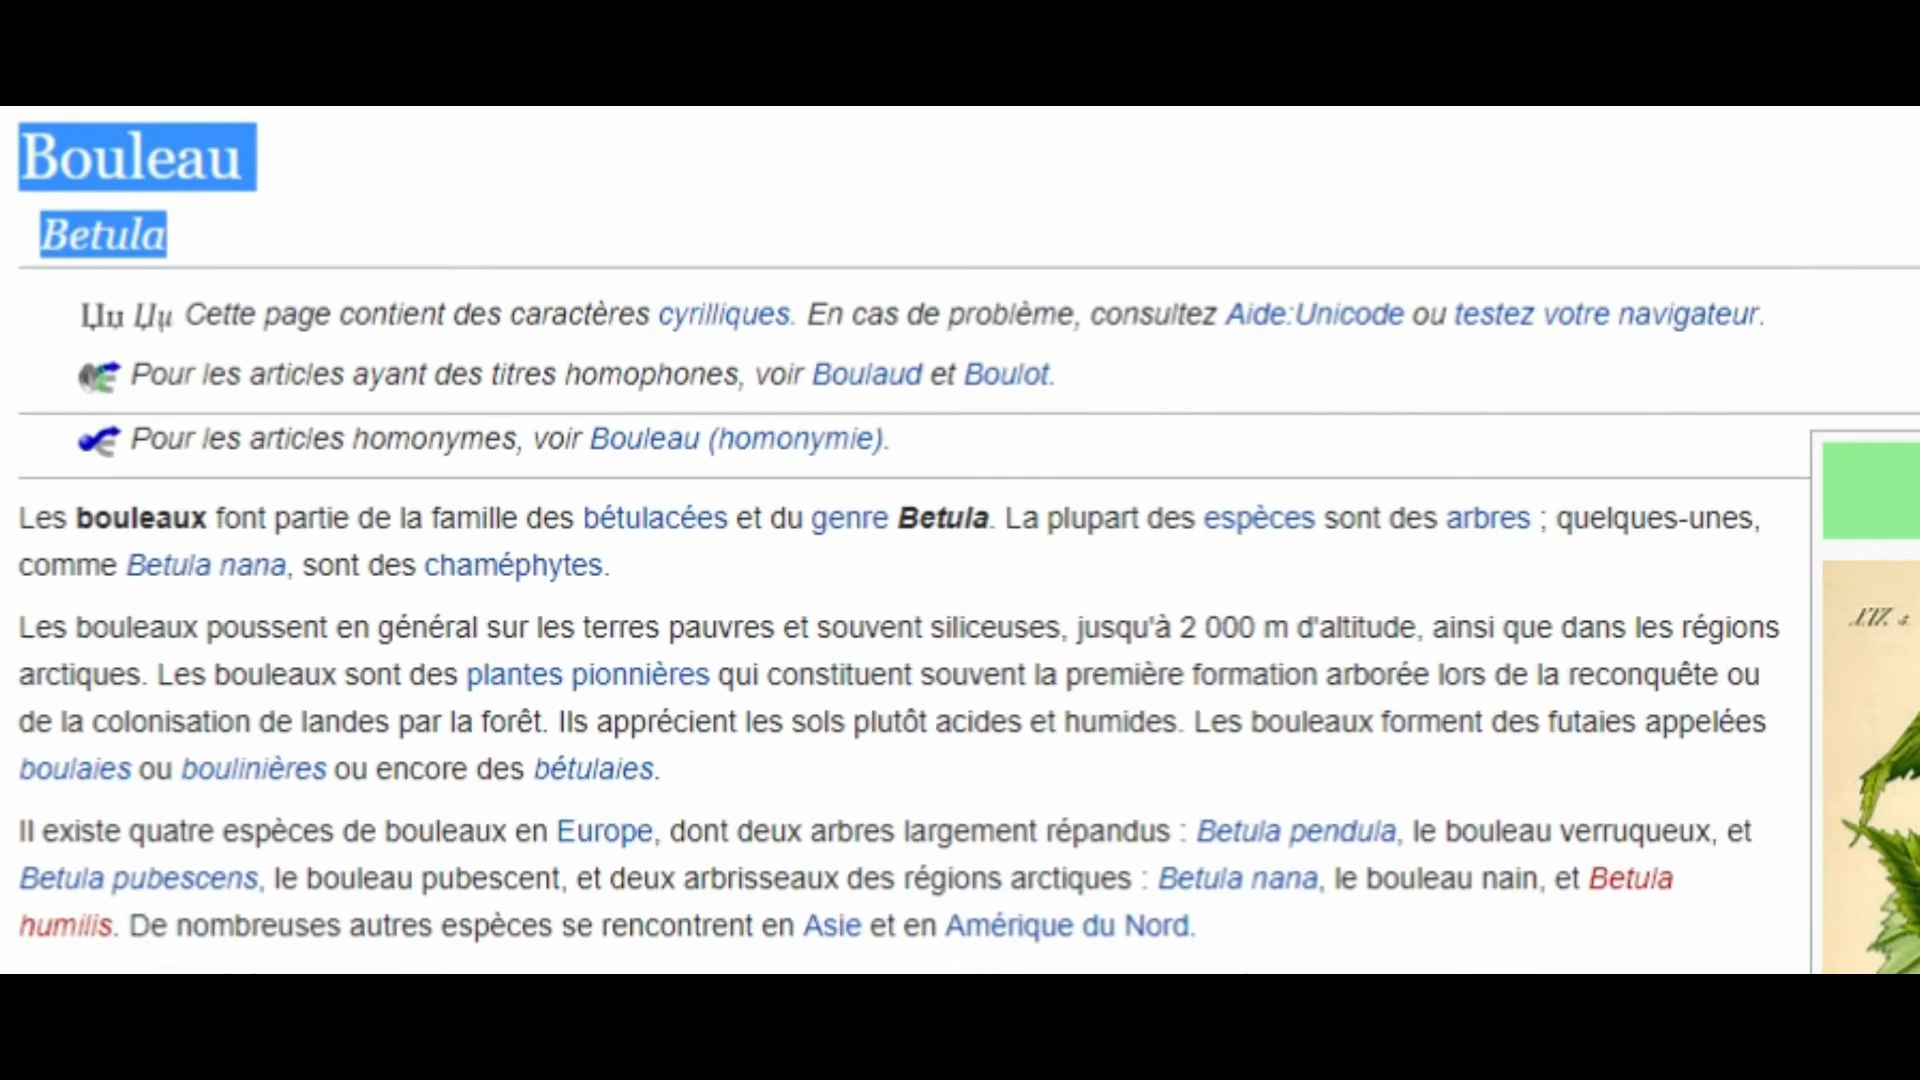 Bouleau
Betula
Џџ Џџ Cette page contient des caractères cyrilliques. En cas de problème, consultez Aide:Unicode ou testez votre navigateur.
Pour les articles ayant des titres homophones, voir Boulaud et Boulot.
Pour les articles homonymes, voir Bouleau (homonymie).
Les bouleaux font partie de la famille des bétulacées et du genre Betula. La plupart des espèces sont des arbres ; quelques-unes,
comme Betula nana, sont des chaméphytes.
Les bouleaux poussent en général sur les terres pauvres et souvent siliceuses, jusqu'à 2 000 m d'altitude, ainsi que dans les régions
arctiques. Les bouleaux sont des plantes pionnières qui constituent souvent la première formation arborée lors de la reconquête ou
de la colonisation de landes par la forêt. Ils apprécient les sols plutôt acides et humides. Les bouleaux forment des futaies appelées
boulaies ou boulinières ou encore des bétulaies.
Il existe quatre espèces de bouleaux en Europe, dont deux arbres largement répandus : Betula pendula, le bouleau verruqueux, et
Betula pubescens, le bouleau pubescent, et deux arbrisseaux des régions arctiques : Betula nana, le bouleau nain, et Betula
humilis. De nombreuses autres espèces se rencontrent en Asie et en Amérique du Nord.